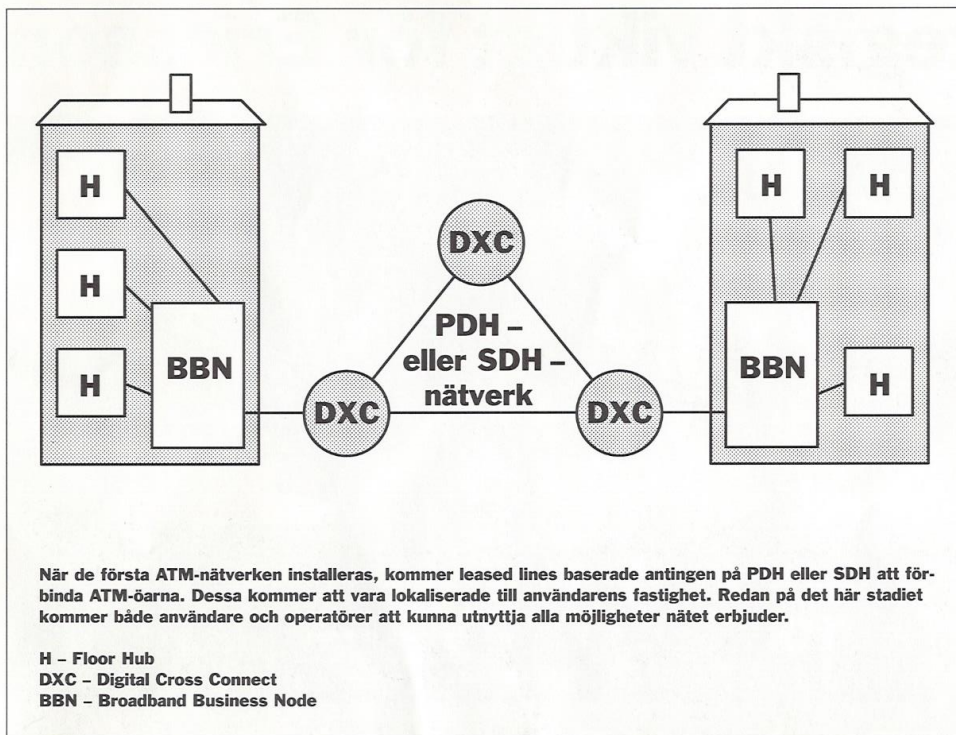 H
H
H
BBN
DXC
DXC
DXC
PDH –
eller SDH –
nätverk
H
H
BBN
H
När de första ATM-nätverken installeras, kommer leased lines baserade antingen på PDH eller SDH att för-
binda ATM-öarna. Dessa kommer att vara lokaliserade till användarens fastighet. Redan på det här stadiet
kommer både användare och operatörer att kunna utnyttja alla möjligheter nätet erbjuder.
H – Floor Hub
DXC – Digital Cross Connect
BBN – Broadband Business Node